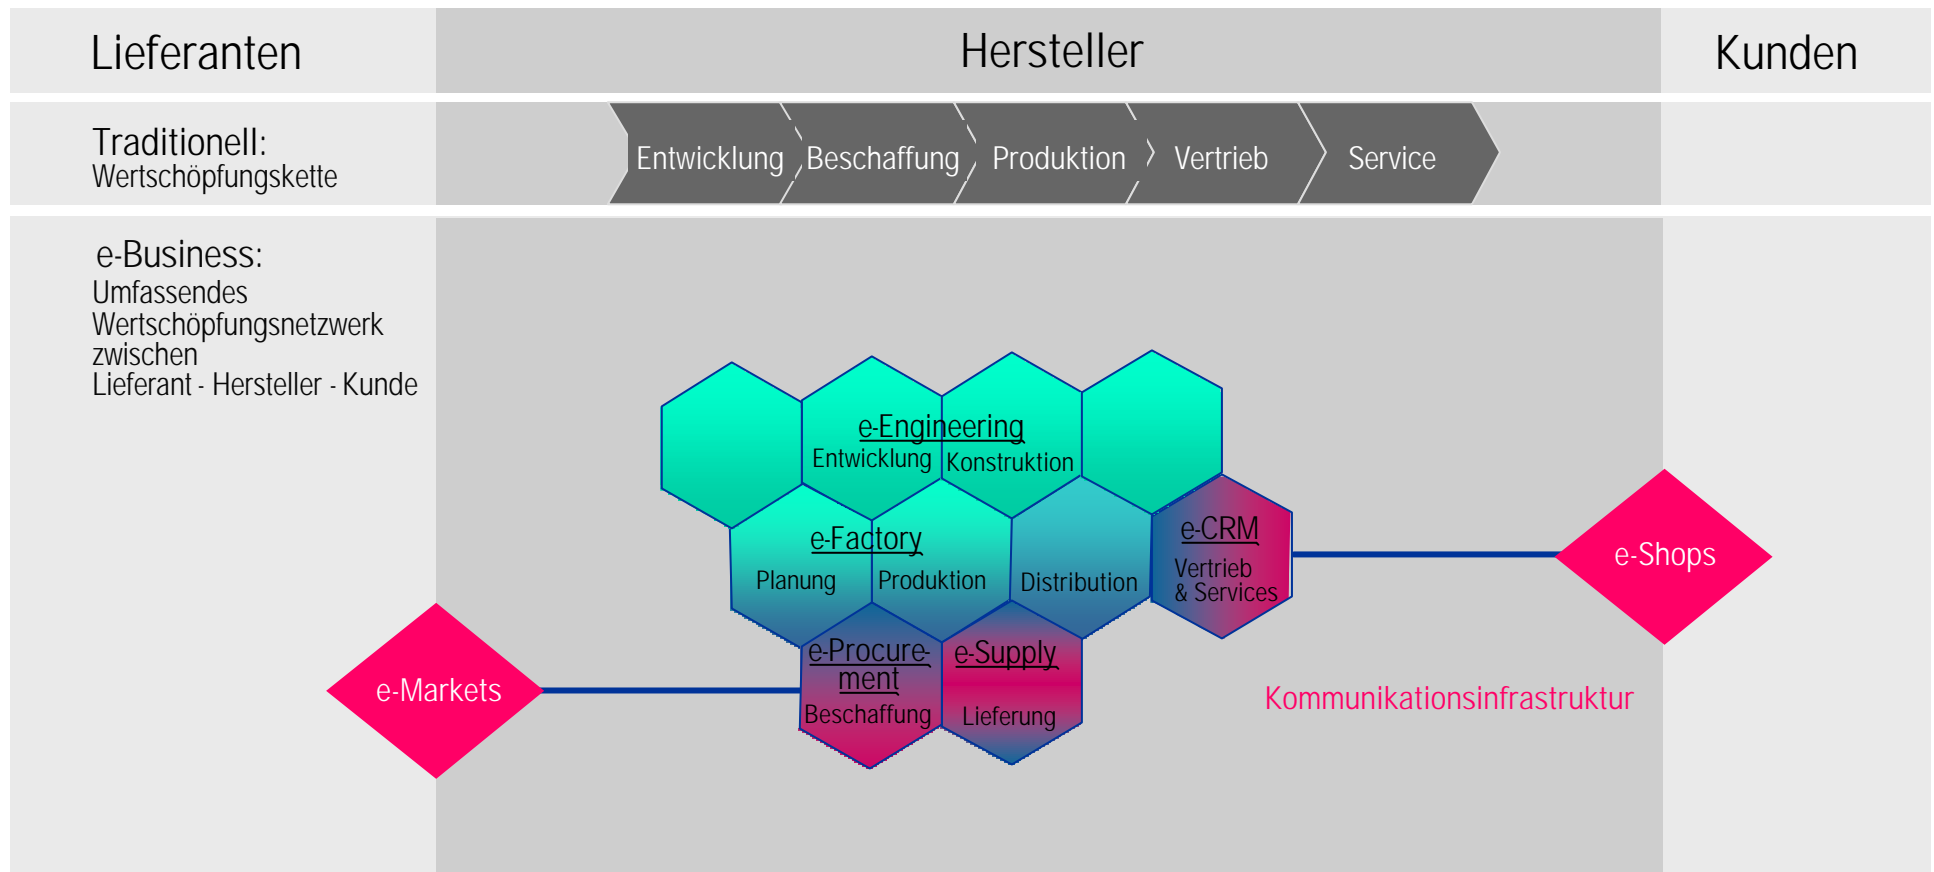 Lieferanten
Hersteller
Kunden
Traditionell:
Wertschöpfungskette
Entwicklung
Beschaffung
Produktion
Vertrieb
Service
e-Business:
Umfassendes
Wertschöpfungsnetzwerk
zwischen
Lieferant - Hersteller - Kunde
e-Engineering
Entwicklung
Konstruktion
e-Factory
Planung
Produktion
Distribution
e-CRM
Vertrieb
& Services
e-Shops
e-Markets
e-Procure-
ment
Beschaffung
e-Supply
Lieferung
Kommunikationsinfrastruktur